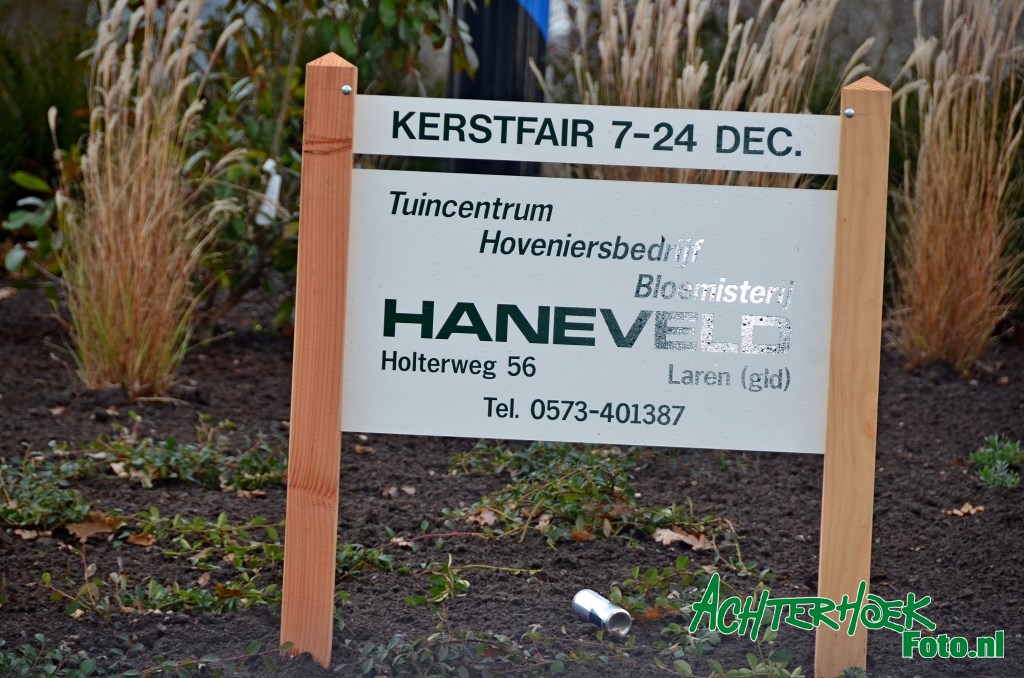 KERSTFAIR 7-24 DEC.
Tuincentrum
Hoveniersbedrijf
Bloemisterij
HANEVELD
Holterweg 56
Laren (gld)
Tel. 0573-401387
ACHTERHOEK
Foto.nl